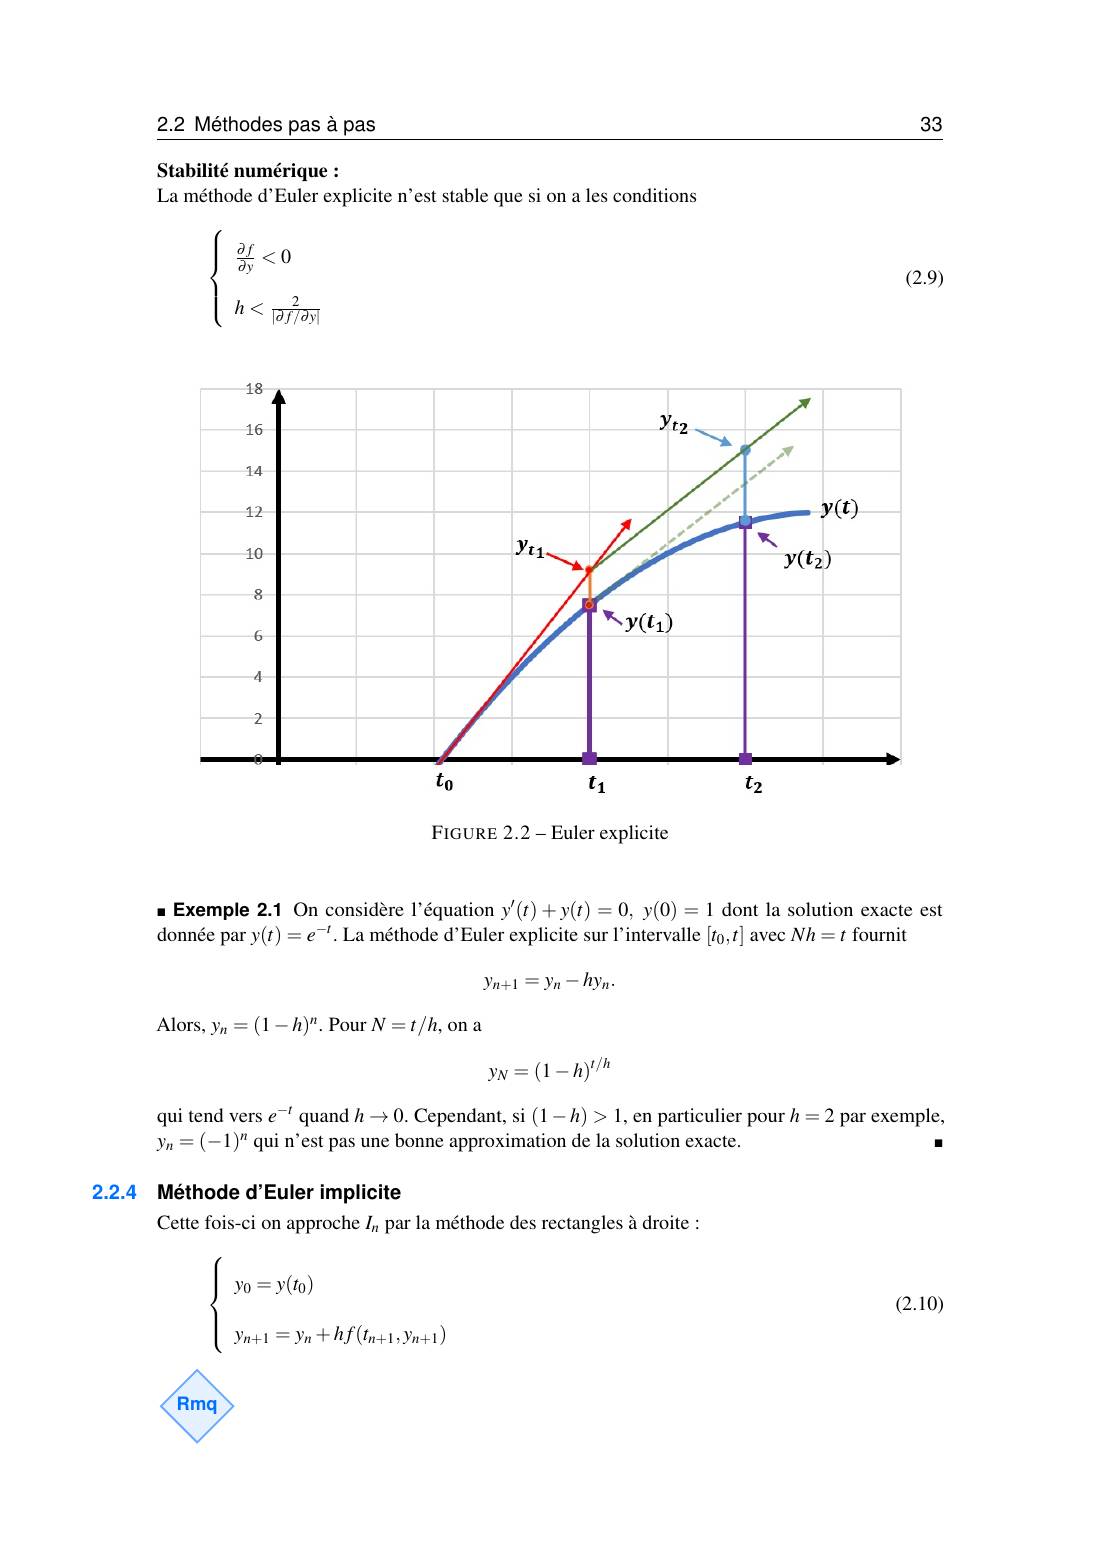 2.2 Méthodes pas à pas 33
Stabilité numérique :
La méthode d'Euler explicite n'est stable que si on a les conditions
{ ∂f/∂y < 0
h < 2/|∂f/∂y| (2.9)
18
16
14
12
10
8
6
4
2
0
y_{t2}
y(t)
y_{t1}
y(t_2)
y(t_1)
t_0 t_1 t_2
FIGURE 2.2 – Euler explicite
■ Exemple 2.1 On considère l'équation y′(t) + y(t) = 0, y(0) = 1 dont la solution exacte est
donnée par y(t) = e^{−t}. La méthode d'Euler explicite sur l'intervalle [t_0,t] avec Nh = t fournit
y_{n+1} = y_n − hy_n.
Alors, y_n = (1 − h)^n. Pour N = t/h, on a
y_N = (1 − h)^{t/h}
qui tend vers e^{−t} quand h → 0. Cependant, si (1 − h) > 1, en particulier pour h = 2 par exemple,
y_n = (−1)^n qui n'est pas une bonne approximation de la solution exacte. ■
2.2.4 Méthode d'Euler implicite
Cette fois-ci on approche I_n par la méthode des rectangles à droite :
{ y_0 = y(t_0)
y_{n+1} = y_n + hf(t_{n+1}, y_{n+1}) (2.10)
Rmq